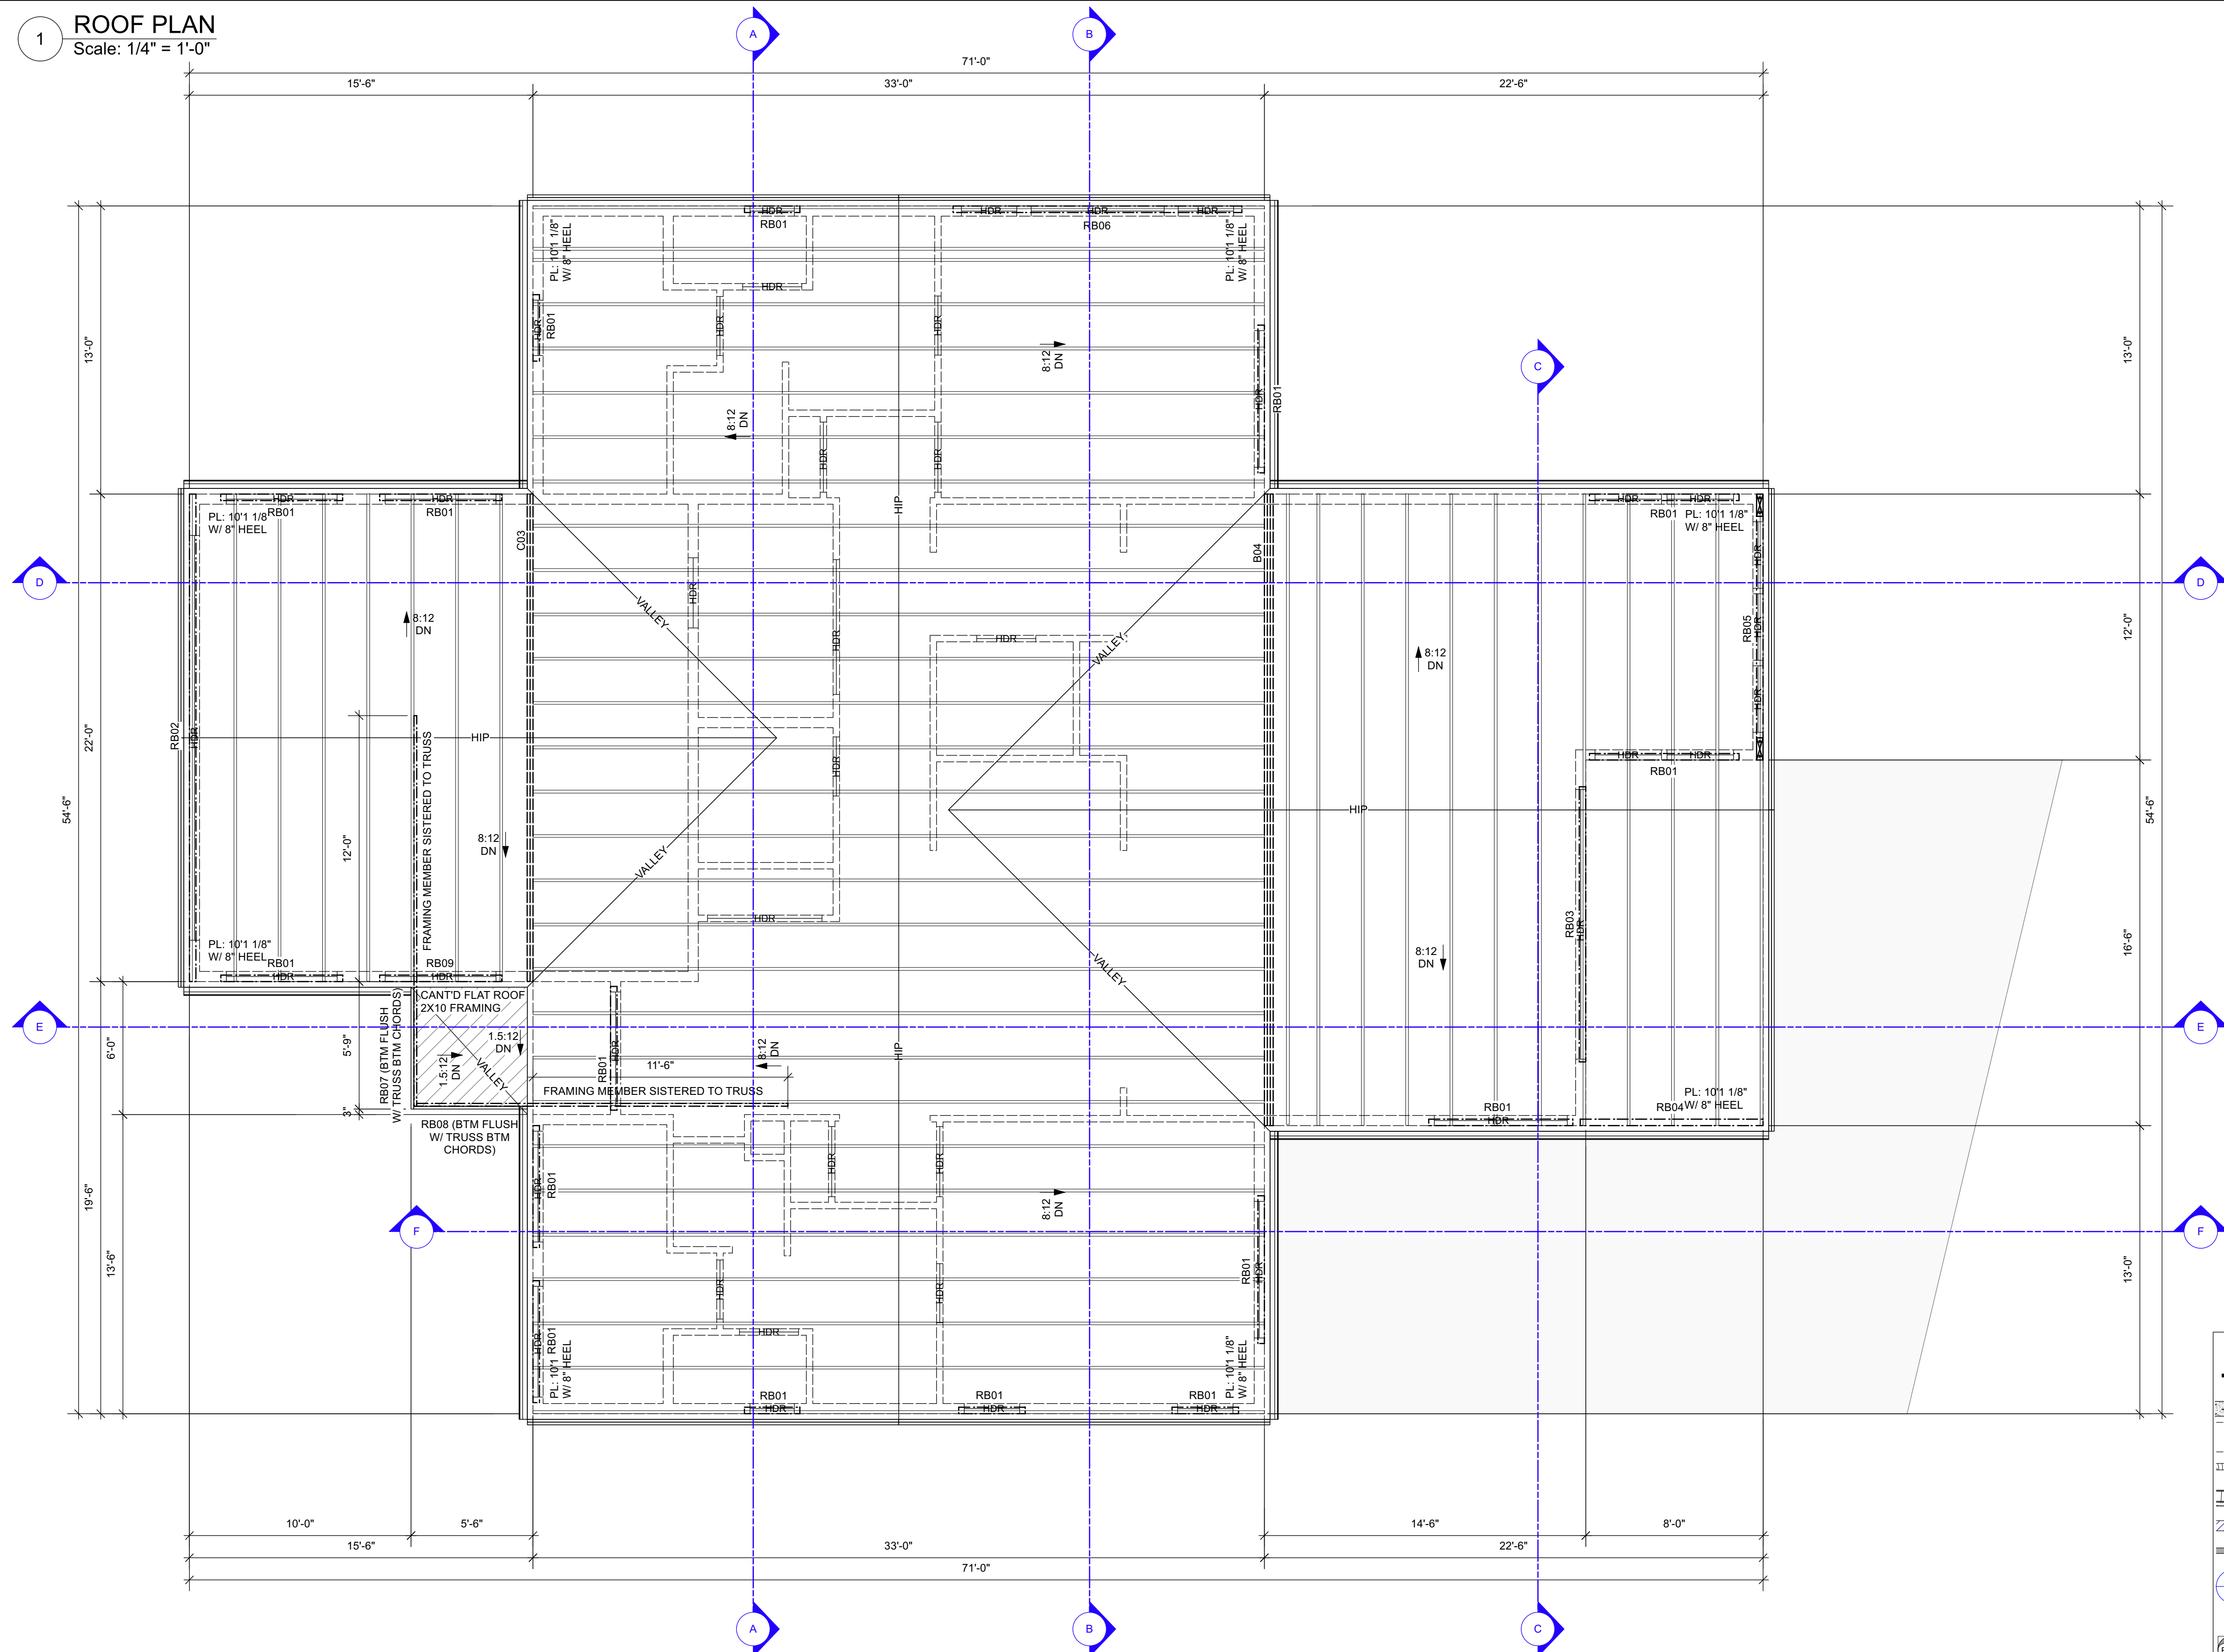 1
ROOF PLAN
Scale: 1/4" = 1'-0"
A
B
71'-0"
15'-6"
33'-0"
22'-6"
HDR
RB01
HDR
HDR
HDR
RB06
PL: 10'1 1/8"
W/ 8" HEEL
PL: 10'1 1/8"
W/ 8" HEEL
HDR
HDR
RB01
HDR
HDR
13'-0"
13'-0"
8:12
DN
C
HDR
RB01
8:12
DN
HDR
HDR
HIP
HDR
RB01
HDR
RB01
PL: 10'1 1/8"
W/ 8" HEEL
C03
B04
HDR
HDR
RB01
PL: 10'1 1/8"
W/ 8" HEEL
HDR
D
D
HDR
VALLEY
8:12
DN
HDR
HDR
VALLEY
8:12
DN
RB05
HDR
12'-0"
HDR
22'-0"
RB02
HDR
HIP
HDR
HDR
HDR
RB01
54'-6"
12'-0"
FRAMING MEMBER SISTERED TO TRUSS
8:12
DN
VALLEY
HIP
54'-6"
HDR
RB03
HDR
16'-6"
PL: 10'1 1/8"
W/ 8" HEEL
RB01
HDR
RB09
HDR
8:12
DN
VALLEY
CANT'D FLAT ROOF
2X10 FRAMING
E
E
6'-0"
5'-9"
3"
RB07 (BTM FLUSH
W/ TRUSS BTM CHORDS)
1.5:12
DN
1.5:12
DN
VALLEY
RB01
HDR
11'-6"
8:12
DN
HIP
FRAMING MEMBER SISTERED TO TRUSS
RB08 (BTM FLUSH
W/ TRUSS BTM
CHORDS)
RB01
HDR
RB04
PL: 10'1 1/8"
W/ 8" HEEL
19'-6"
HDR
RB01
HDR
HDR
8:12
DN
F
F
13'-6"
HDR
HDR
RB01
HDR
13'-0"
HDR
RB01
PL: 10'1
W/ 8" HEEL
HDR
PL: 10'1 1/8"
W/ 8" HEEL
RB01
HDR
RB01
HDR
RB01
HDR
10'-0"
5'-6"
14'-6"
8'-0"
15'-6"
33'-0"
22'-6"
71'-0"
A
B
C